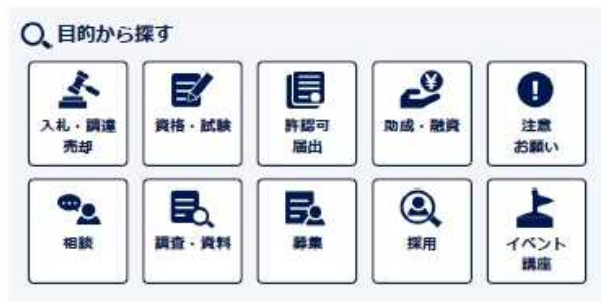 目的から探す
入札・調達
売却
資格・試験
許認可
届出
助成・融資
注意
お願い
相談
調査・資料
募集
採用
イベント
講座